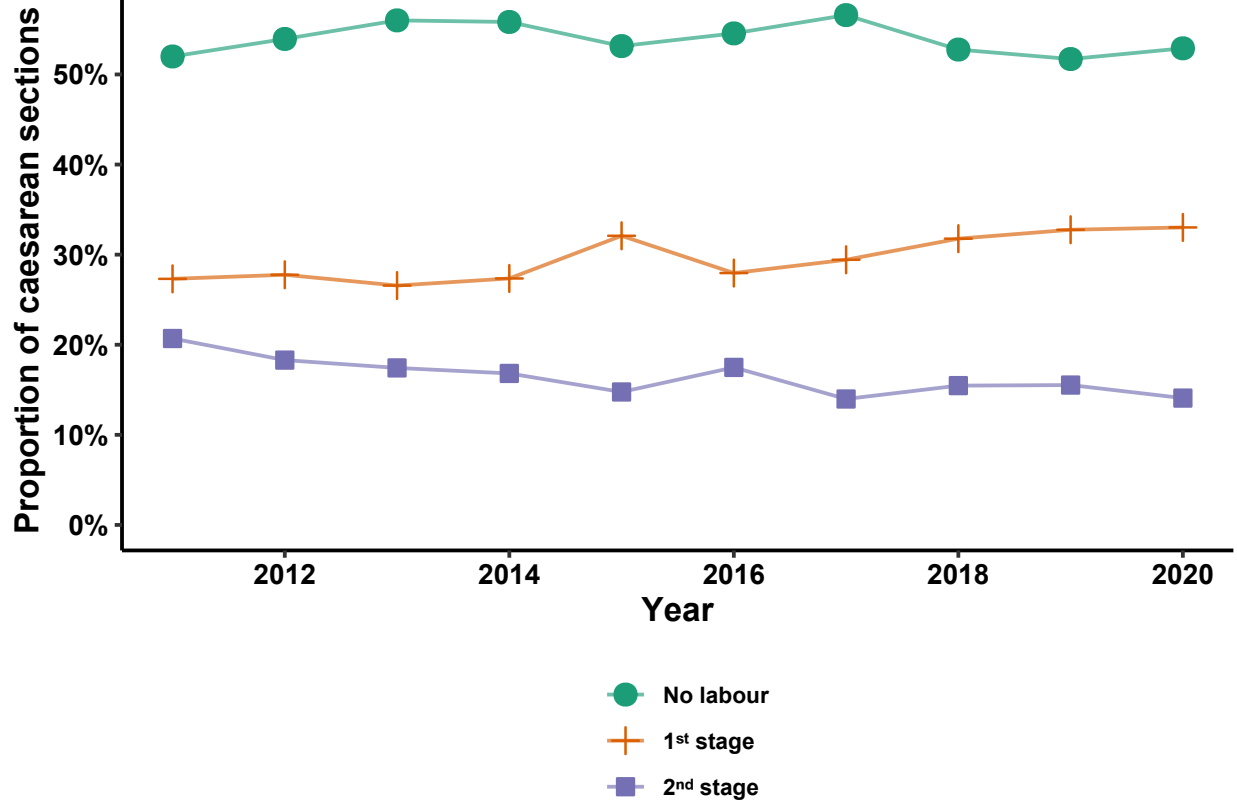 Proportion of caesarean sections
50%
40%
30%
20%
10%
0%
2012 2014 2016 2018 2020
Year
No labour
1st stage
2nd stage